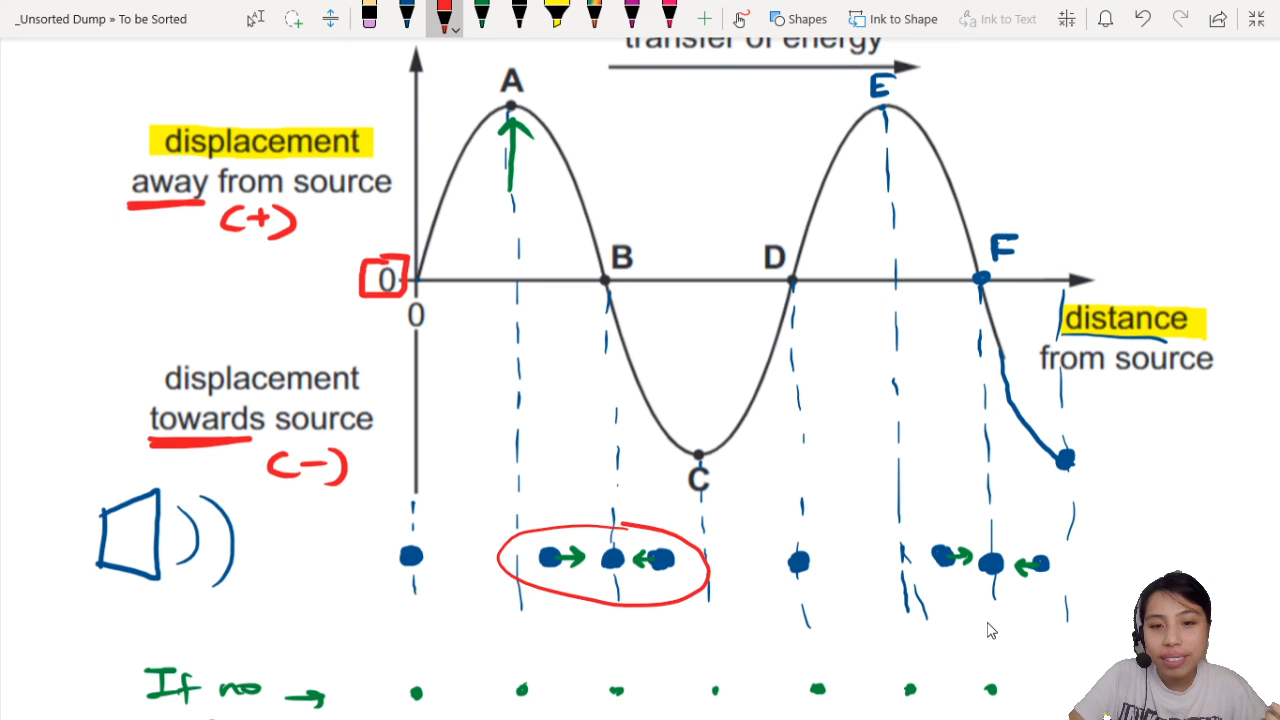 _Unsorted Dump » To be Sorted
Shapes
Ink to Shape
Ink to Text
transfer of energy
A
E
displacement
away from source
(+)
B
D
F
0
0
distance
from source
displacement
towards source
(−)
C
If no